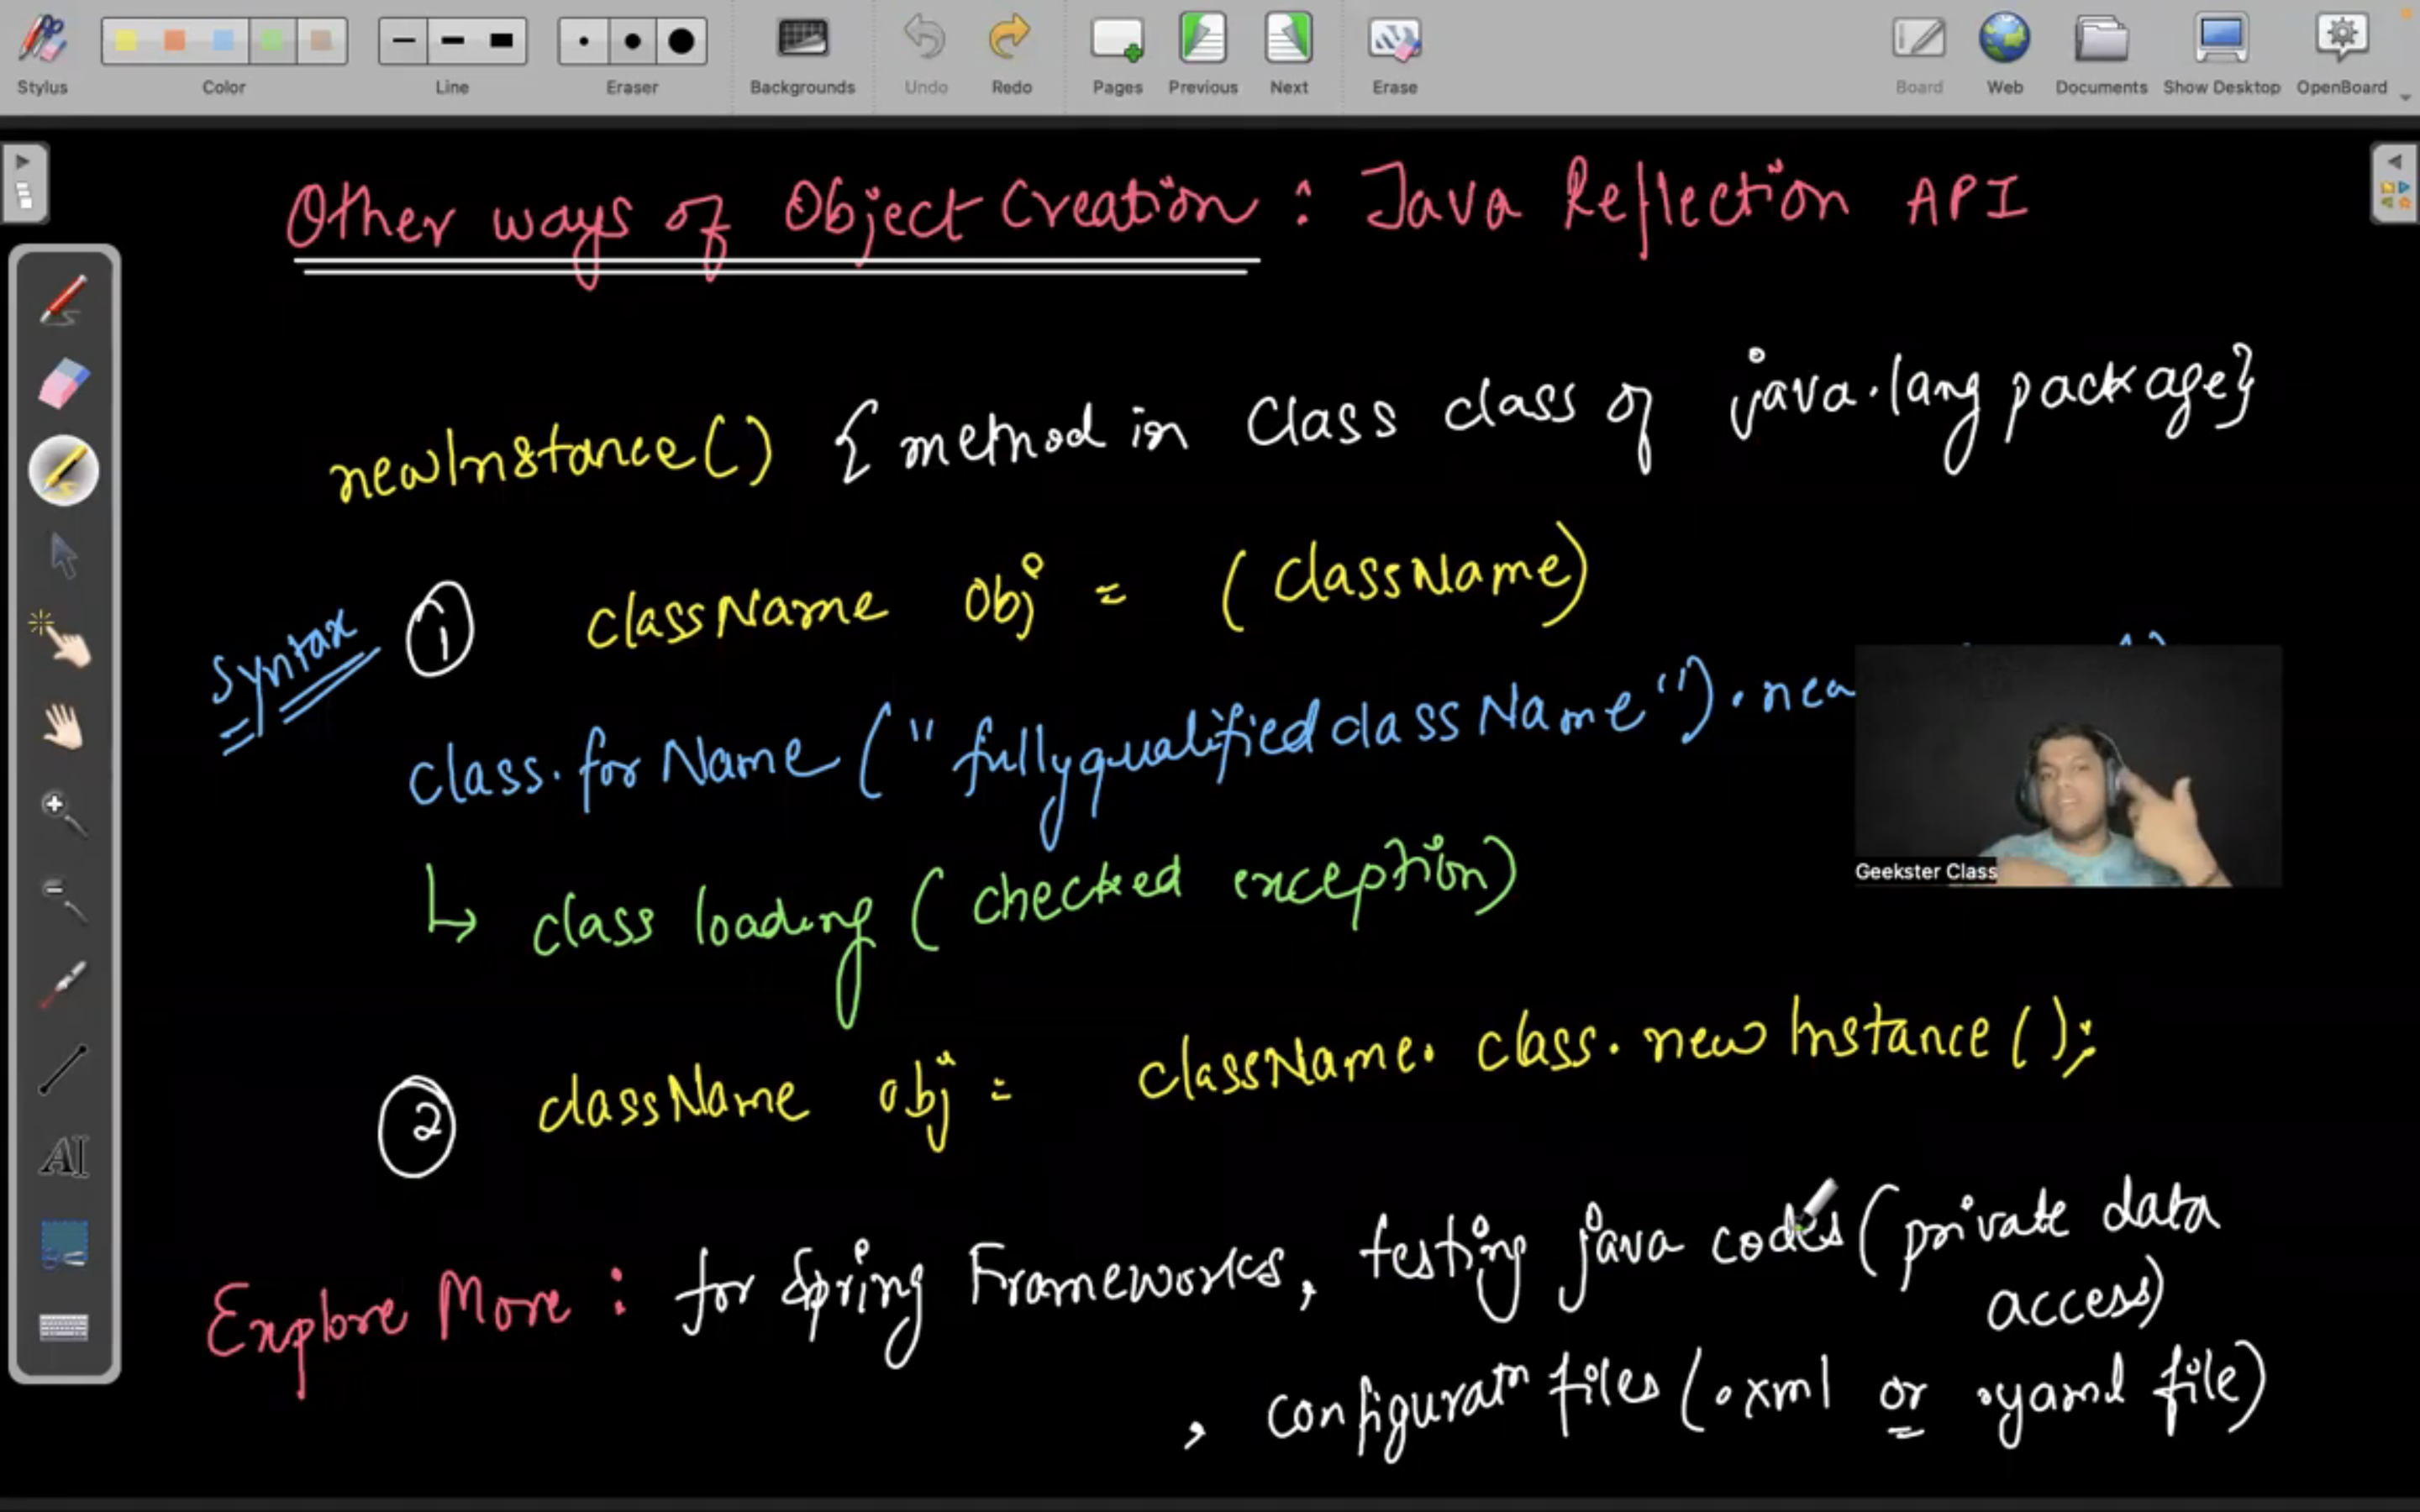 Stylus Color Line Eraser Backgrounds Undo Redo Pages Previous Next Erase Board Web Documents Show Desktop OpenBoard
Other ways of Object Creation : Java Reflection API
newInstance() {method in Class class of java.lang package}
Syntax
1 className obj = (className)
class.forName("fullyqualifiedclassName").new
↳ class loading (checked exception)
2 className obj = className.class.newInstance();
Explore More : for Spring Frameworks, testing java codes (private data
access)
, configuratn files (.xml or .yaml file)
Geekster Class
AI